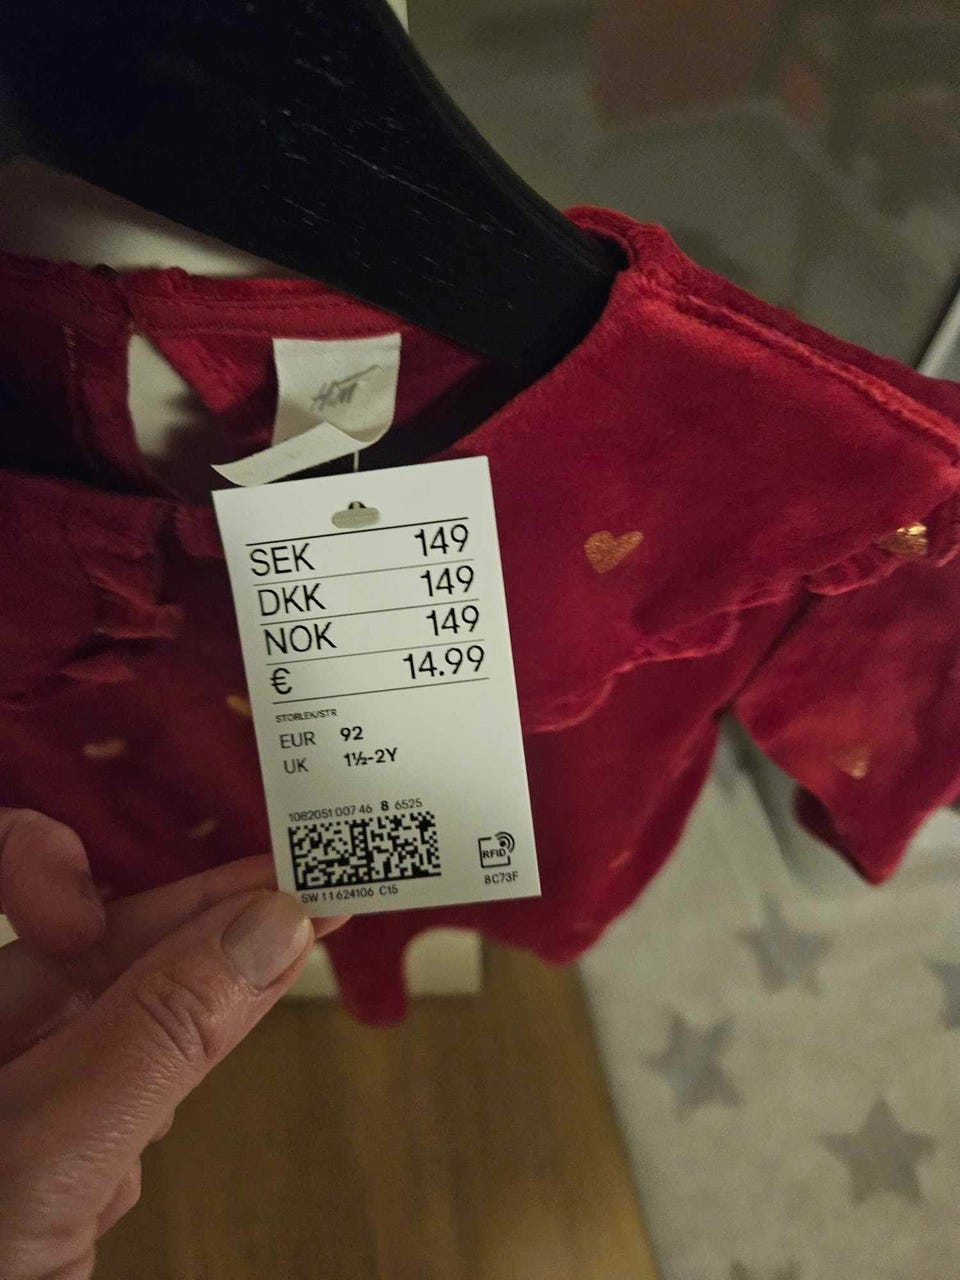 H&M
SEK 149
DKK 149
NOK 149
€ 14.99
STORLEK/STR
EUR 92
UK 1½-2Y
1082051 007 46 8 6525
SW 11624106 C15
RFID
8C73F